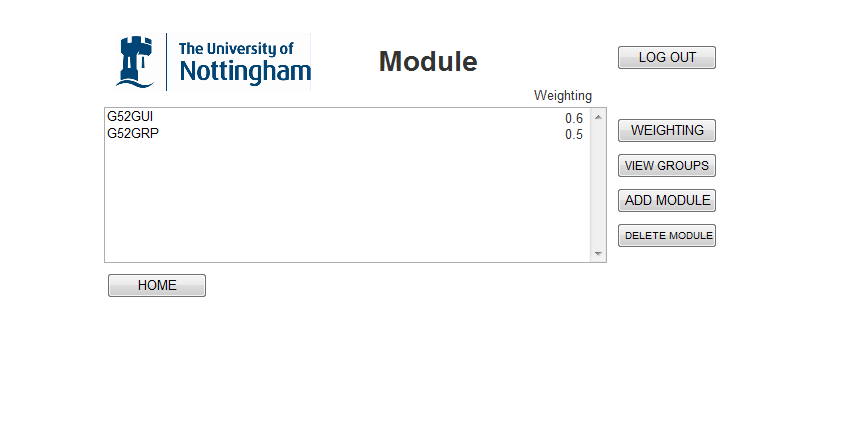 The University of
Nottingham
Module
LOG OUT
Weighting
G52GUI 0.6
G52GRP 0.5
WEIGHTING
VIEW GROUPS
ADD MODULE
DELETE MODULE
HOME